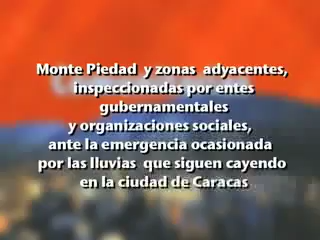 Monte Piedad y zonas adyacentes,
inspeccionadas por entes
gubernamentales
y organizaciones sociales,
ante la emergencia ocasionada
por las lluvias que siguen cayendo
en la ciudad de Caracas